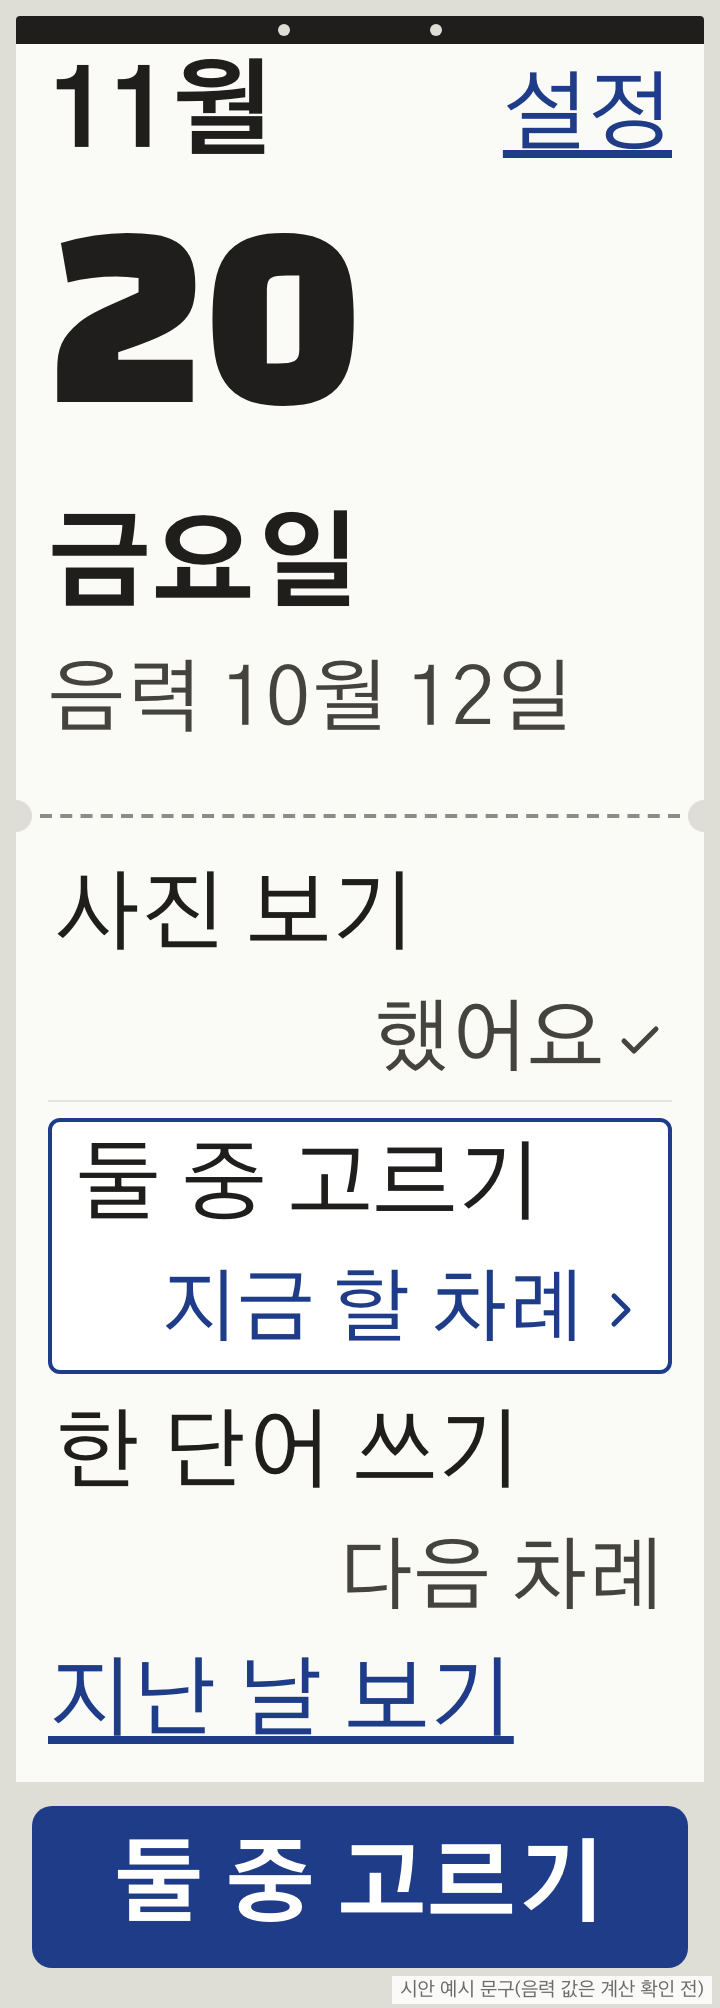 11월 설정
20
금요일
음력 10월 12일
사진 보기
했어요
둘 중 고르기
지금 할 차례
한 단어 쓰기
다음 차례
지난 날 보기
둘 중 고르기
시안 예시 문구(음력 값은 계산 확인 전)